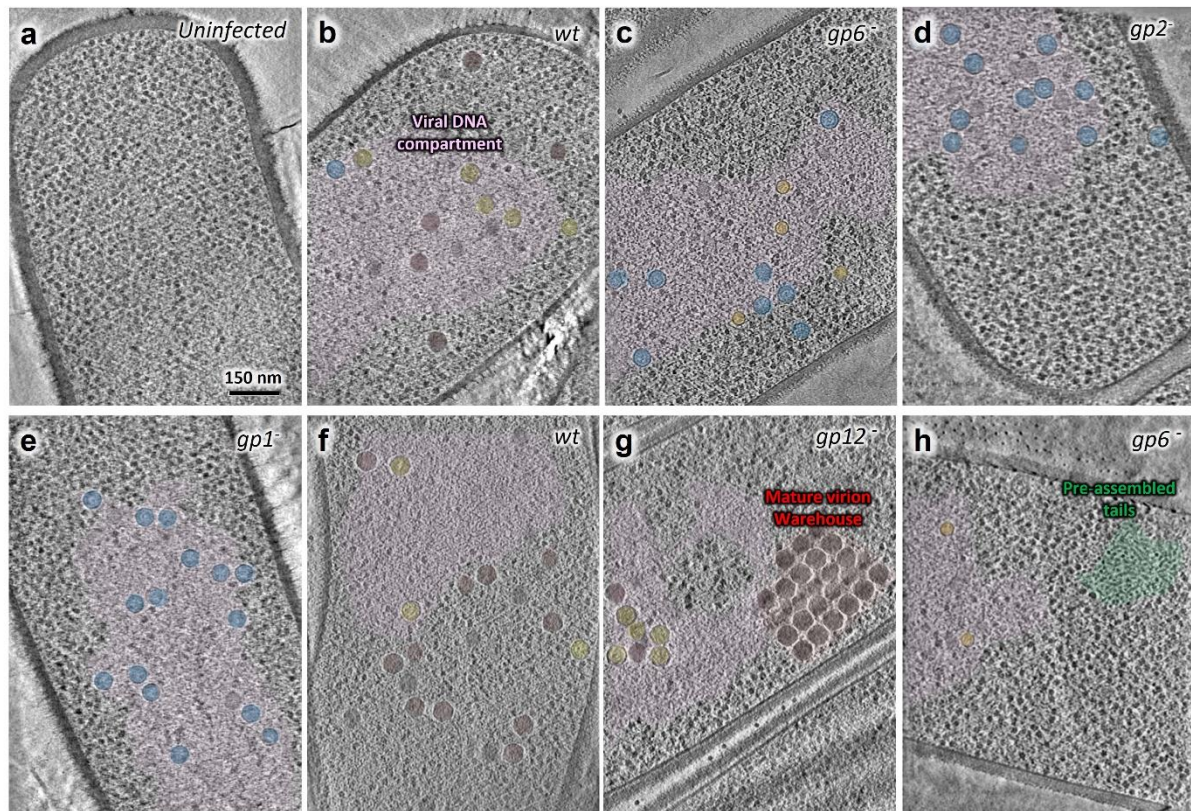 a
Uninfected
150 nm
b
wt
Viral DNA
compartment
c
gp6⁻
d
gp2⁻
e
gp1⁻
f
wt
g
gp12⁻
Mature virion
Warehouse
h
gp6⁻
Pre-assembled
tails